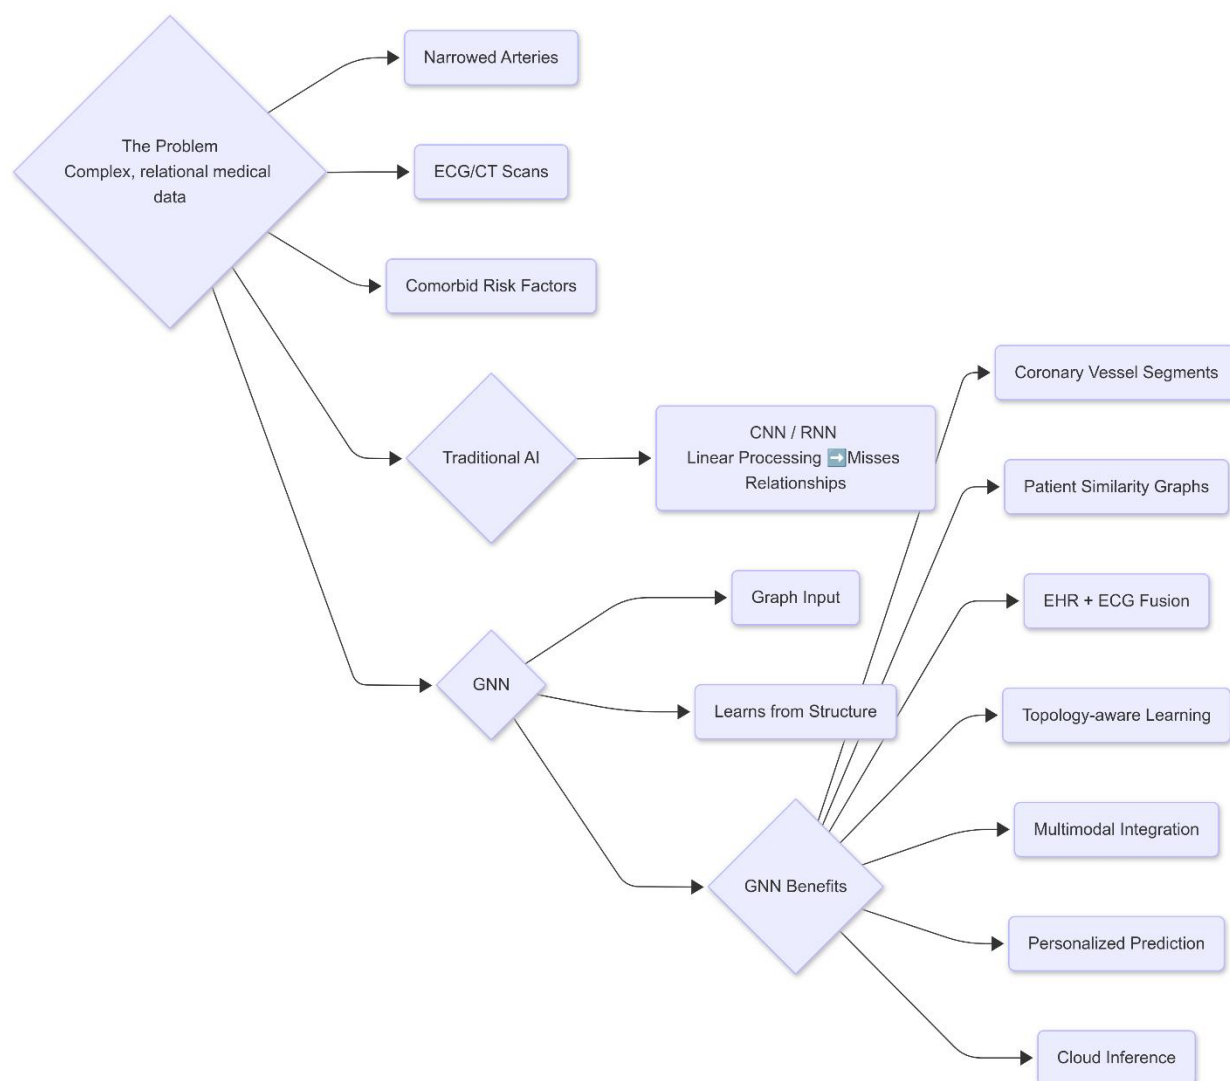 The Problem
Complex, relational medical
data
Narrowed Arteries
ECG/CT Scans
Comorbid Risk Factors
Traditional AI
CNN / RNN
Linear Processing ➡️Misses
Relationships
GNN
Graph Input
Learns from Structure
GNN Benefits
Coronary Vessel Segments
Patient Similarity Graphs
EHR + ECG Fusion
Topology-aware Learning
Multimodal Integration
Personalized Prediction
Cloud Inference